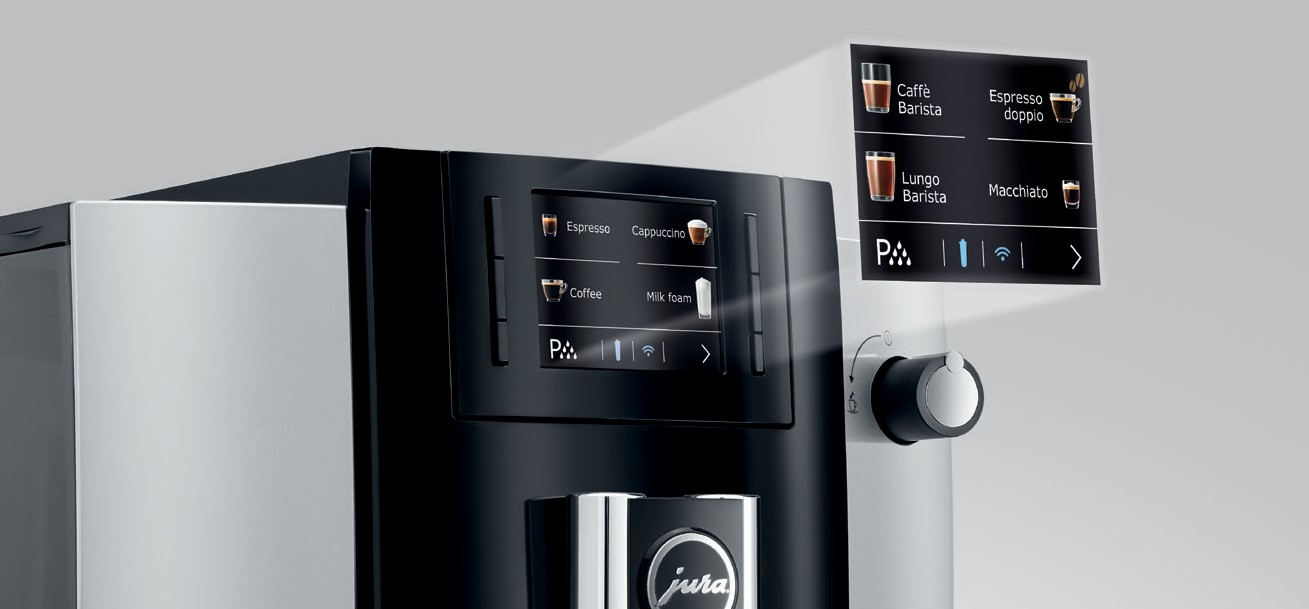 Caffè
Barista
Espresso
doppio
Lungo
Barista
Macchiato
P
Espresso
Cappuccino
Coffee
Milk foam
P
jura